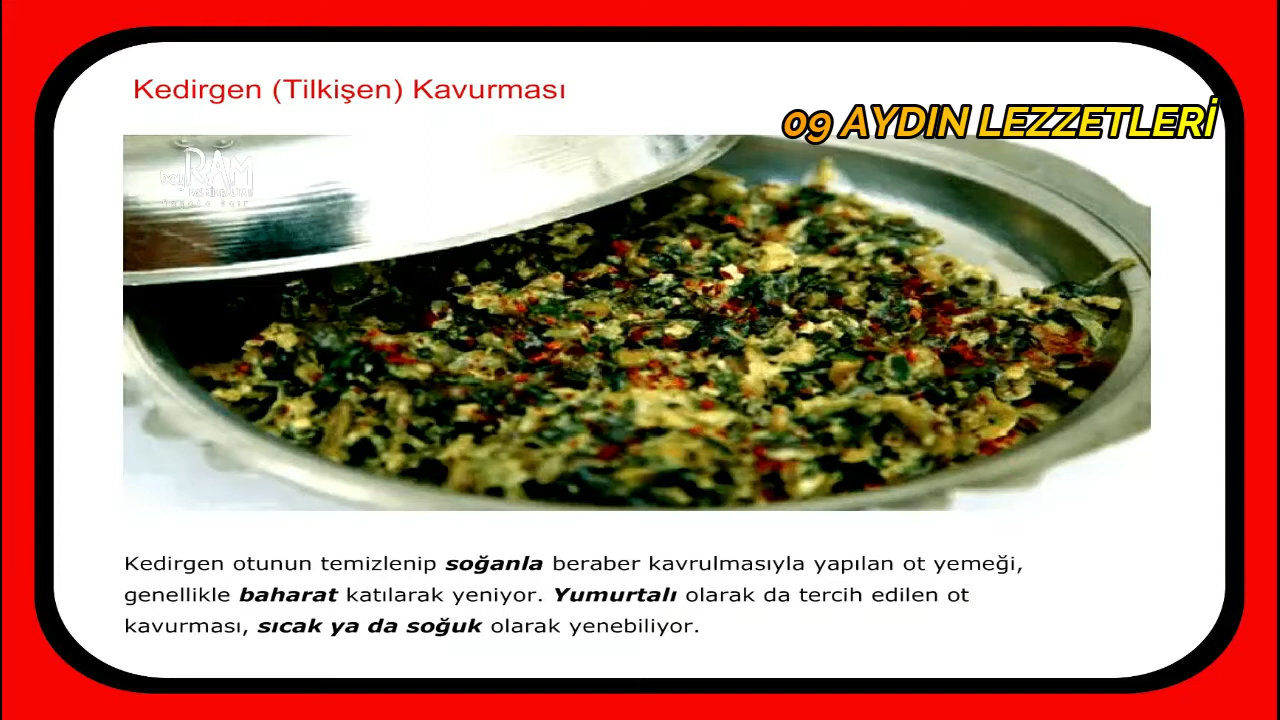 Kedirgen (Tilkişen) Kavurması
09 AYDIN LEZZETLERİ
RAM
Kedirgen otunun temizlenip soğanla beraber kavrulmasıyla yapılan ot yemeği,
genellikle baharat katılarak yeniyor. Yumurtalı olarak da tercih edilen ot
kavurması, sıcak ya da soğuk olarak yenebiliyor.